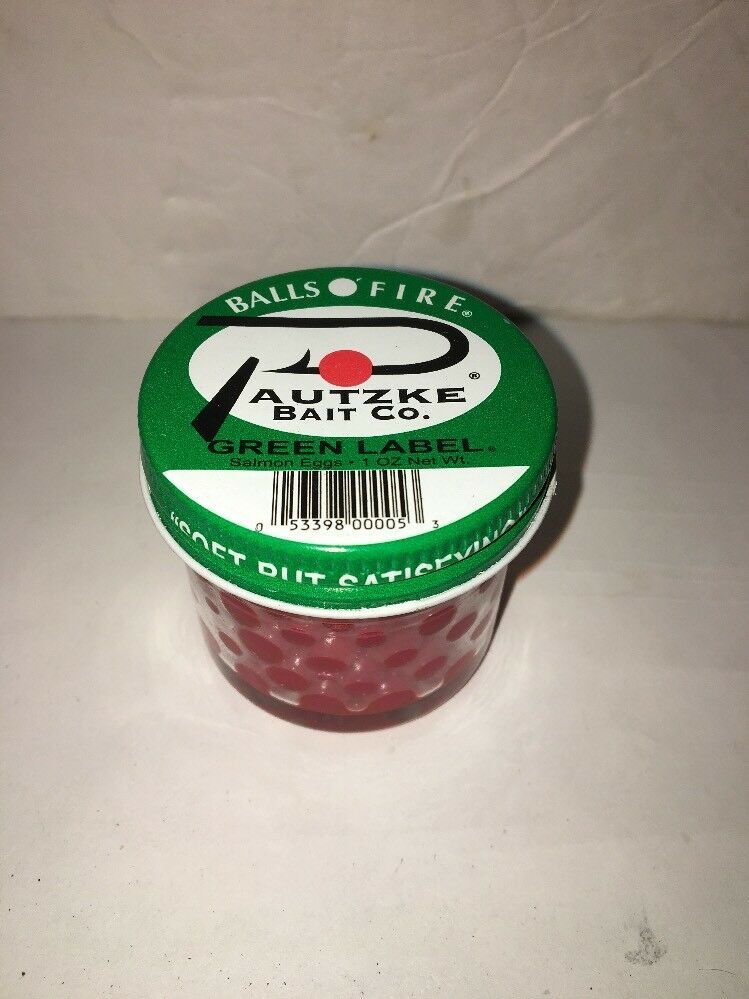 BALLS O' FIRE®
PAUTZKE®
BAIT CO.
GREEN LABEL®
Salmon Eggs • 1 OZ Net Wt
0 53398 00005 3
"SOFT BUT SATISFYING"